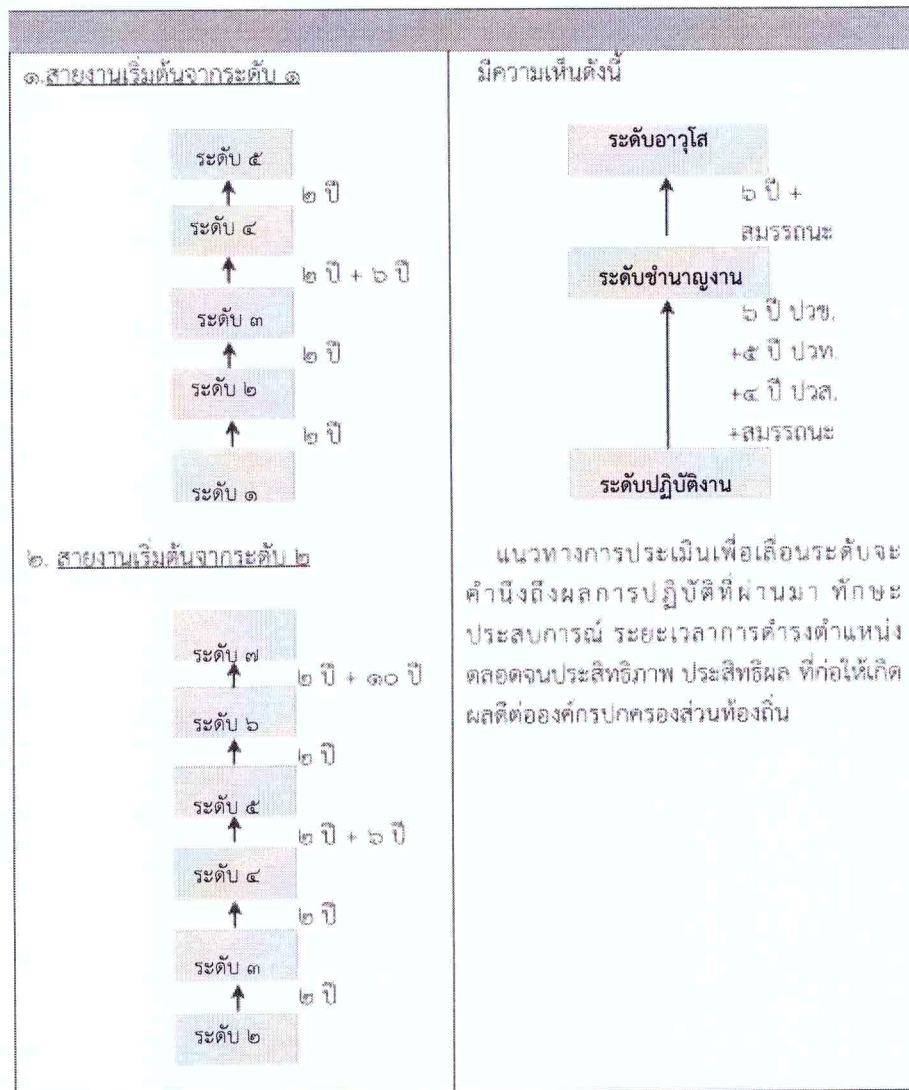 ๑.สายงานเริ่มต้นจากระดับ ๑
ระดับ ๕
๒ ปี
ระดับ ๔
๒ ปี + ๖ ปี
ระดับ ๓
๒ ปี
ระดับ ๒
๒ ปี
ระดับ ๑
๒. สายงานเริ่มต้นจากระดับ ๒
ระดับ ๗
๒ ปี + ๑๐ ปี
ระดับ ๖
๒ ปี
ระดับ ๕
๒ ปี + ๖ ปี
ระดับ ๔
๒ ปี
ระดับ ๓
๒ ปี
ระดับ ๒
มีความเห็นดังนี้
ระดับอาวุโส
๖ ปี +
สมรรถนะ
ระดับชำนาญงาน
๖ ปี ปวช.
+๕ ปี ปวท.
+๔ ปี ปวส.
+สมรรถนะ
ระดับปฏิบัติงาน
แนวทางการประเมินเพื่อเลื่อนระดับจะ
คำนึงถึงผลการปฏิบัติที่ผ่านมา ทักษะ
ประสบการณ์ ระยะเวลาการดำรงตำแหน่ง
ตลอดจนประสิทธิภาพ ประสิทธิผล ที่ก่อให้เกิด
ผลดีต่อองค์กรปกครองส่วนท้องถิ่น